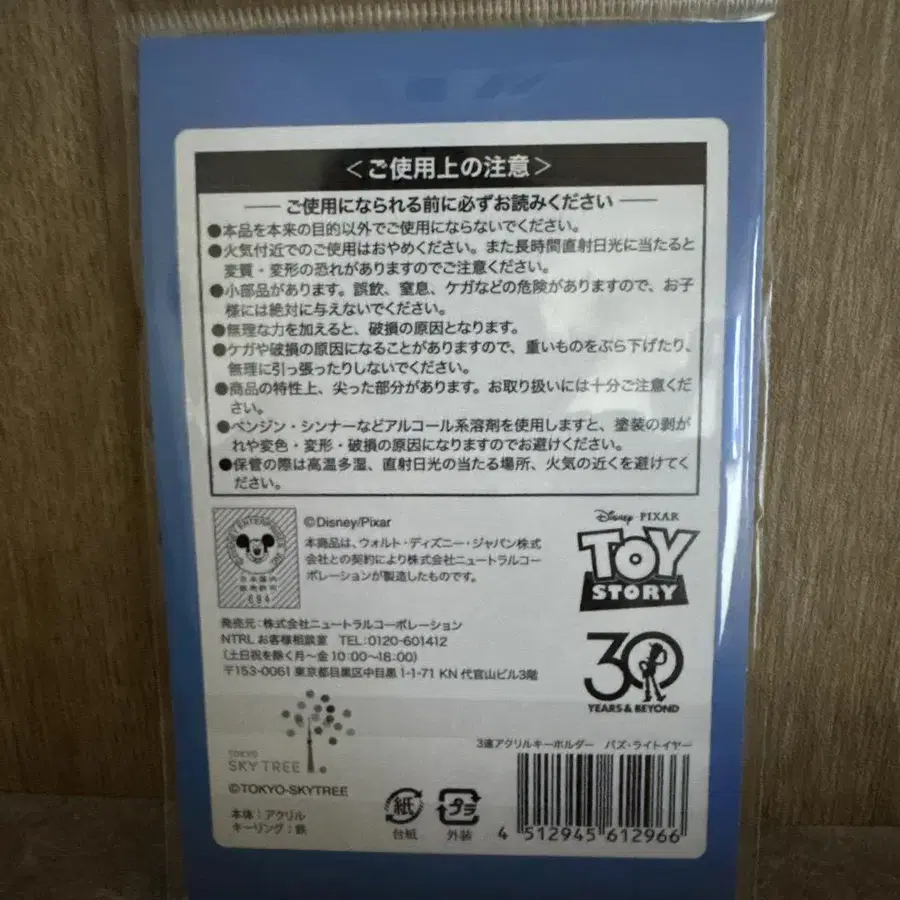 ＜ご使用上の注意＞
ご使用になられる前に必ずお読みください
●本品を本来の目的以外でご使用にならないでください。
●火気付近でのご使用はおやめください。また長時間直射日光に当たると
変質・変形の恐れがありますのでご注意ください。
●小部品があります。誤飲、窒息、ケガなどの危険がありますので、お子
様には絶対に与えないでください。
●無理な力を加えると、破損の原因となります。
●ケガや破損の原因になることがありますので、重いものをぶら下げたり、
無理に引っ張ったりしないでください。
●商品の特性上、尖った部分があります。お取り扱いには十分ご注意くだ
さい。
●ベンジン・シンナーなどアルコール系溶剤を使用しますと、塗装の剥が
れや変色・変形・破損の原因になりますのでお避けください。
●保管の際は高温多湿、直射日光の当たる場所、火気の近くを避けてく
ださい。
©Disney/Pixar
本商品は、ウォルト・ディズニー・ジャパン株式
会社との契約により株式会社ニュートラルコー
ポレーションが製造したものです。
日本国内
販売許可
694
Disney PIXAR
TOY
STORY
発売元：株式会社ニュートラルコーポレーション
NTRL お客様相談室 TEL：0120-601412
（土日祝を除く月～金 10:00～18:00）
〒153-0061 東京都目黒区中目黒1-1-71 KN 代官山ビル3階
30
YEARS & BEYOND
TOKYO
SKYTREE
©TOKYO-SKYTREE
3連アクリルキーホルダー バズ・ライトイヤー
本体：アクリル
キーリング：鉄
紙
台紙
プラ
外装
4 512945 612966